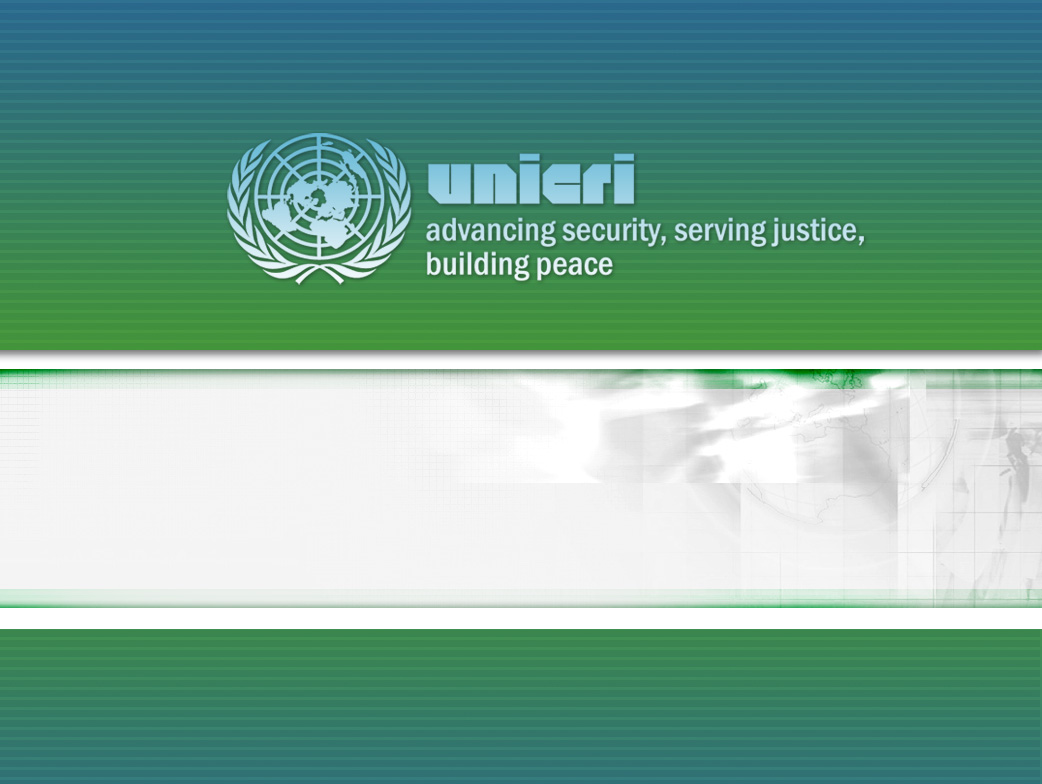 unicri
advancing security, serving justice,
building peace